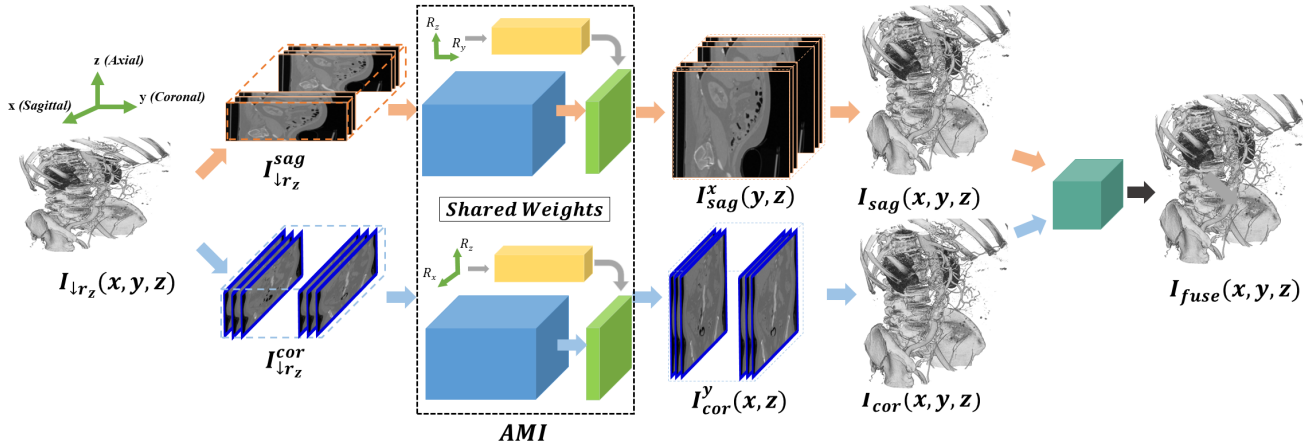 z (Axial)
x (Sagittal)
y (Coronal)
I↓r_z(x, y, z)
I^sag_↓r_z
I^cor_↓r_z
R_z
R_y
Shared Weights
R_z
R_x
AMI
I^x_sag(y, z)
I^y_cor(x, z)
I_sag(x, y, z)
I_cor(x, y, z)
I_fuse(x, y, z)